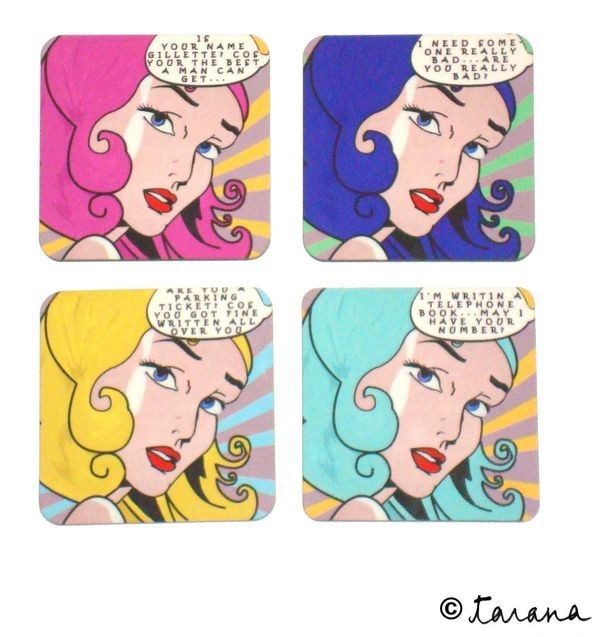 IS
YOUR NAME
GILLETTE? COS
YOUR THE BEST
A MAN CAN
GET...
I NEED SOME-
ONE REALLY
BAD...ARE
YOU REALLY
BAD?
ARE YOU A
PARKING
TICKET? COS
YOU GOT FINE
WRITTEN ALL
OVER YOU
I'M WRITIN A
TELEPHONE
BOOK...MAY I
HAVE YOUR
NUMBER?
© Tarana